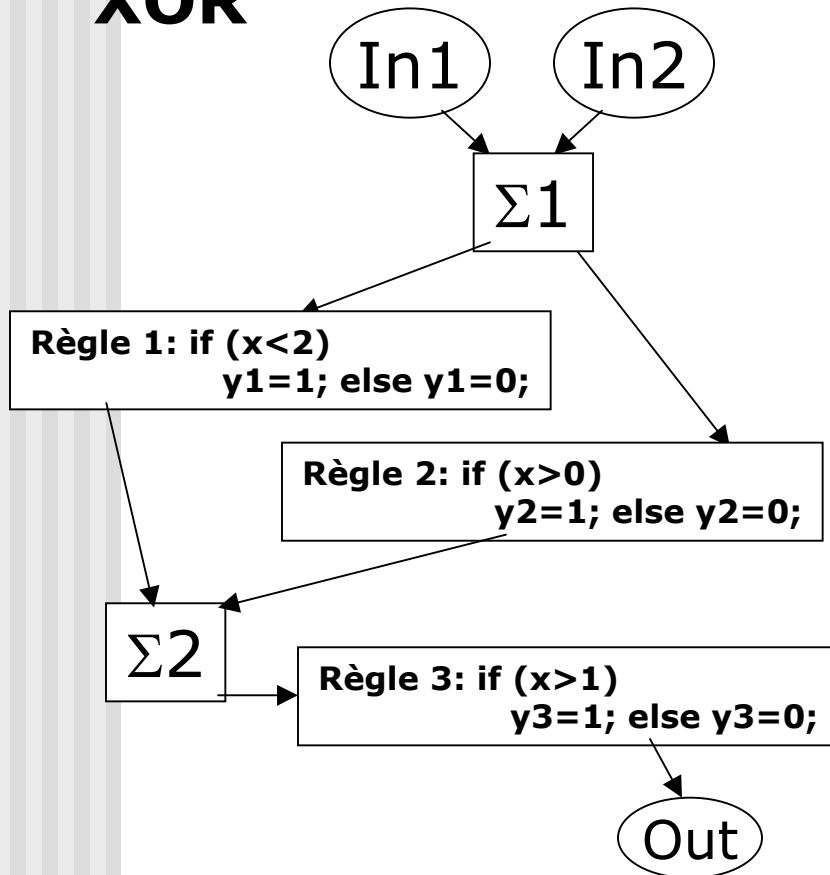 XOR
In1 In2
Σ1
Règle 1: if (x<2)
y1=1; else y1=0;
Règle 2: if (x>0)
y2=1; else y2=0;
Σ2
Règle 3: if (x>1)
y3=1; else y3=0;
Out